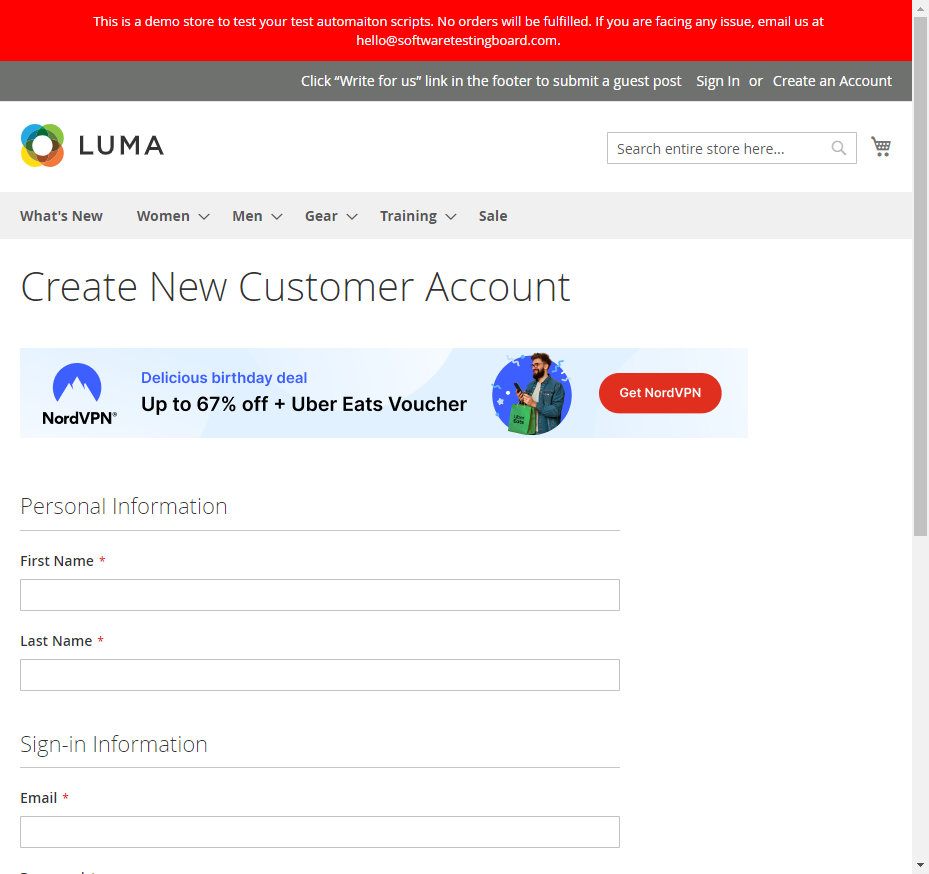 This is a demo store to test your test automaiton scripts. No orders will be fulfilled. If you are facing any issue, email us at
hello@softwaretestingboard.com.
Click “Write for us” link in the footer to submit a guest post Sign In or Create an Account
LUMA
Search entire store here...
What's New Women Men Gear Training Sale
Create New Customer Account
Delicious birthday deal
Up to 67% off + Uber Eats Voucher
NordVPN®
Uber Eats
Get NordVPN
Personal Information
First Name *
Last Name *
Sign-in Information
Email *